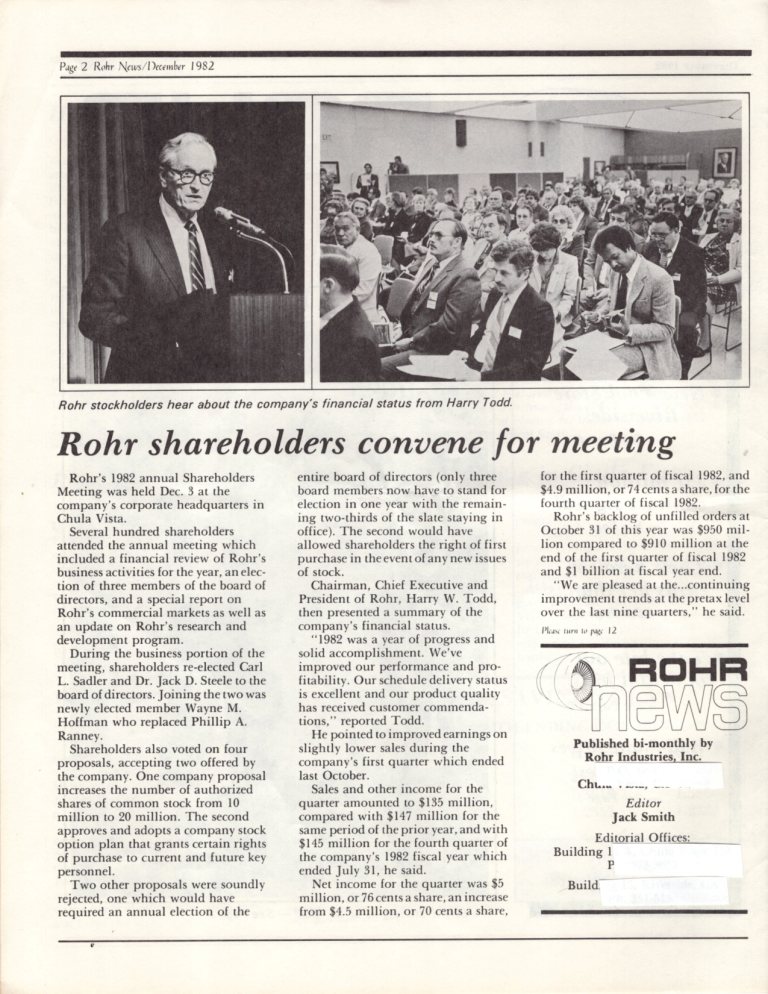 Page 2 Rohr News/December 1982
Rohr stockholders hear about the company's financial status from Harry Todd.
Rohr shareholders convene for meeting
Rohr's 1982 annual Shareholders
Meeting was held Dec. 3 at the
company's corporate headquarters in
Chula Vista.
Several hundred shareholders
attended the annual meeting which
included a financial review of Rohr's
business activities for the year, an elec-
tion of three members of the board of
directors, and a special report on
Rohr's commercial markets as well as
an update on Rohr's research and
development program.
During the business portion of the
meeting, shareholders re-elected Carl
L. Sadler and Dr. Jack D. Steele to the
board of directors. Joining the two was
newly elected member Wayne M.
Hoffman who replaced Phillip A.
Ranney.
Shareholders also voted on four
proposals, accepting two offered by
the company. One company proposal
increases the number of authorized
shares of common stock from 10
million to 20 million. The second
approves and adopts a company stock
option plan that grants certain rights
of purchase to current and future key
personnel.
Two other proposals were soundly
rejected, one which would have
required an annual election of the
entire board of directors (only three
board members now have to stand for
election in one year with the remain-
ing two-thirds of the slate staying in
office). The second would have
allowed shareholders the right of first
purchase in the event of any new issues
of stock.
Chairman, Chief Executive and
President of Rohr, Harry W. Todd,
then presented a summary of the
company's financial status.
"1982 was a year of progress and
solid accomplishment. We've
improved our performance and pro-
fitability. Our schedule delivery status
is excellent and our product quality
has received customer commenda-
tions," reported Todd.
He pointed to improved earnings on
slightly lower sales during the
company's first quarter which ended
last October.
Sales and other income for the
quarter amounted to $135 million,
compared with $147 million for the
same period of the prior year, and with
$145 million for the fourth quarter of
the company's 1982 fiscal year which
ended July 31, he said.
Net income for the quarter was $5
million, or 76 cents a share, an increase
from $4.5 million, or 70 cents a share,
for the first quarter of fiscal 1982, and
$4.9 million, or 74 cents a share, for the
fourth quarter of fiscal 1982.
Rohr's backlog of unfilled orders at
October 31 of this year was $950 mil-
lion compared to $910 million at the
end of the first quarter of fiscal 1982
and $1 billion at fiscal year end.
"We are pleased at the...continuing
improvement trends at the pretax level
over the last nine quarters," he said.
Please turn to page 12
ROHR
news
Published bi-monthly by
Rohr Industries, Inc.
Editor
Jack Smith
Editorial Offices:
Building 1